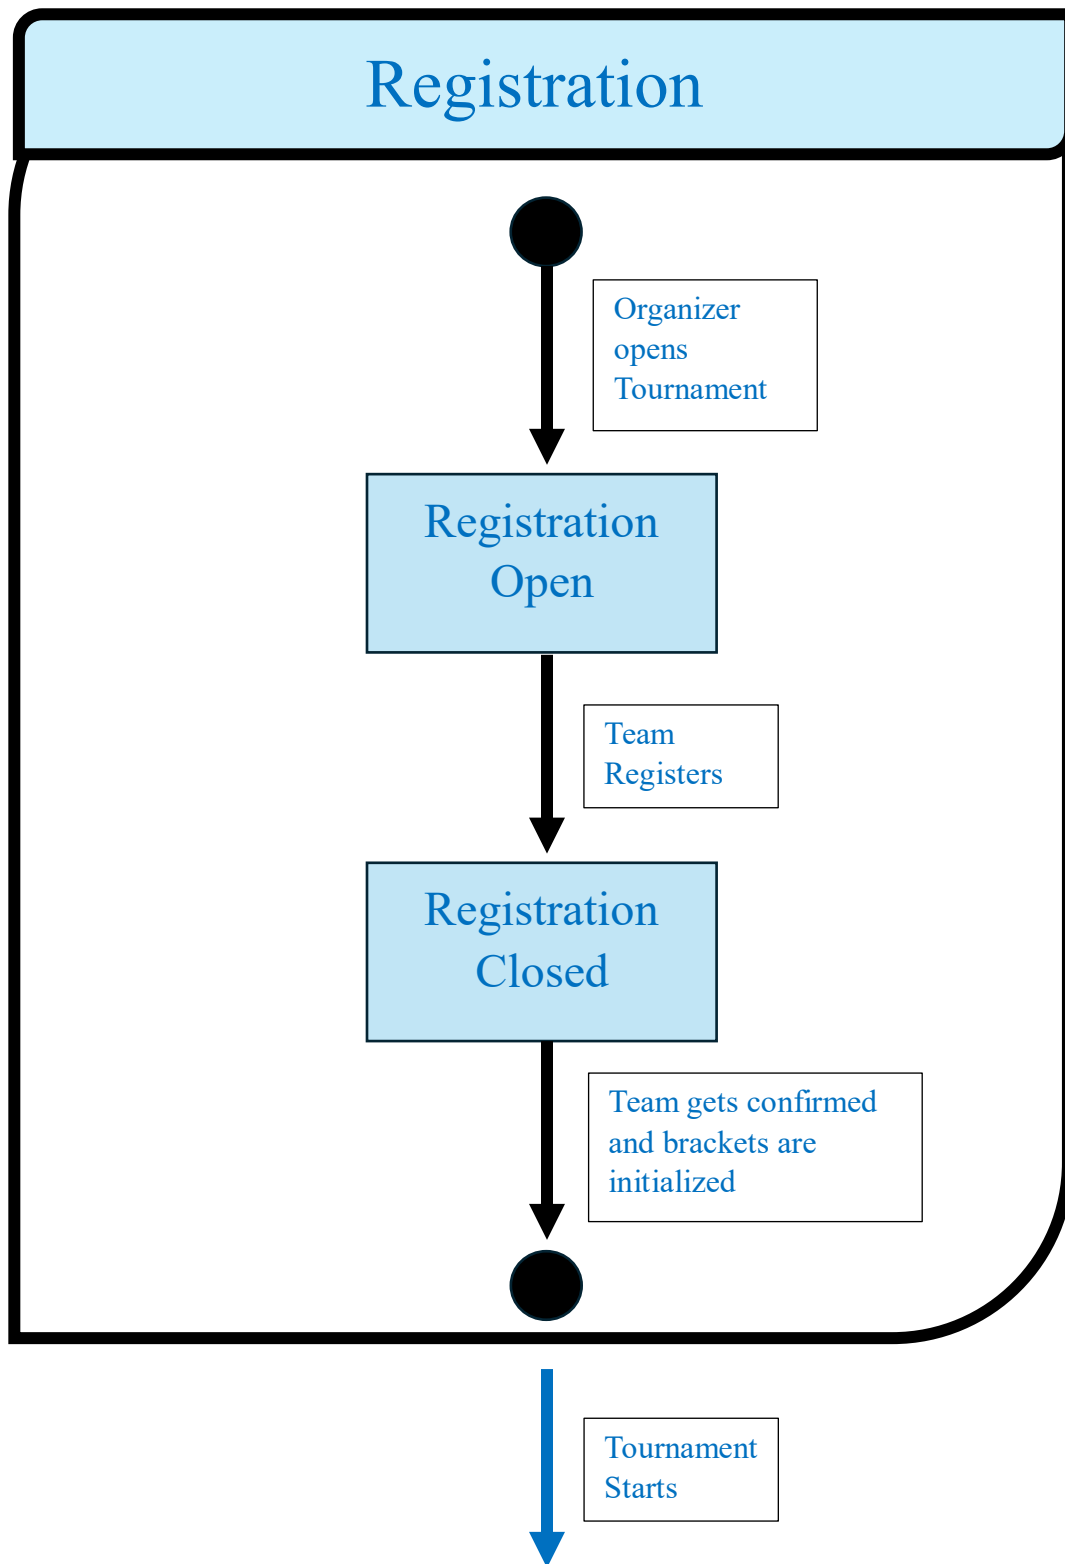 Registration
Organizer
opens
Tournament
Registration
Open
Team
Registers
Registration
Closed
Team gets confirmed
and brackets are
initialized
Tournament
Starts